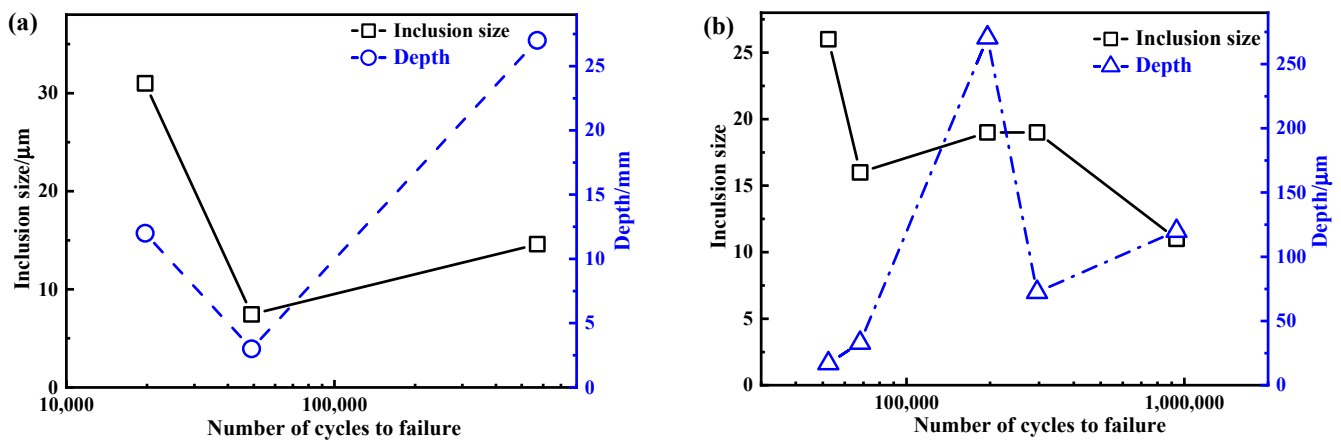 (a)
Inclusion size
Depth
Inclusion size/μm
30
20
10
0
Depth/mm
25
20
15
10
5
0
10,000
100,000
Number of cycles to failure
(b)
Inclusion size
Depth
Inculsion size
25
20
15
10
5
0
Depth/μm
250
200
150
100
50
0
100,000
1,000,000
Number of cycles to failure